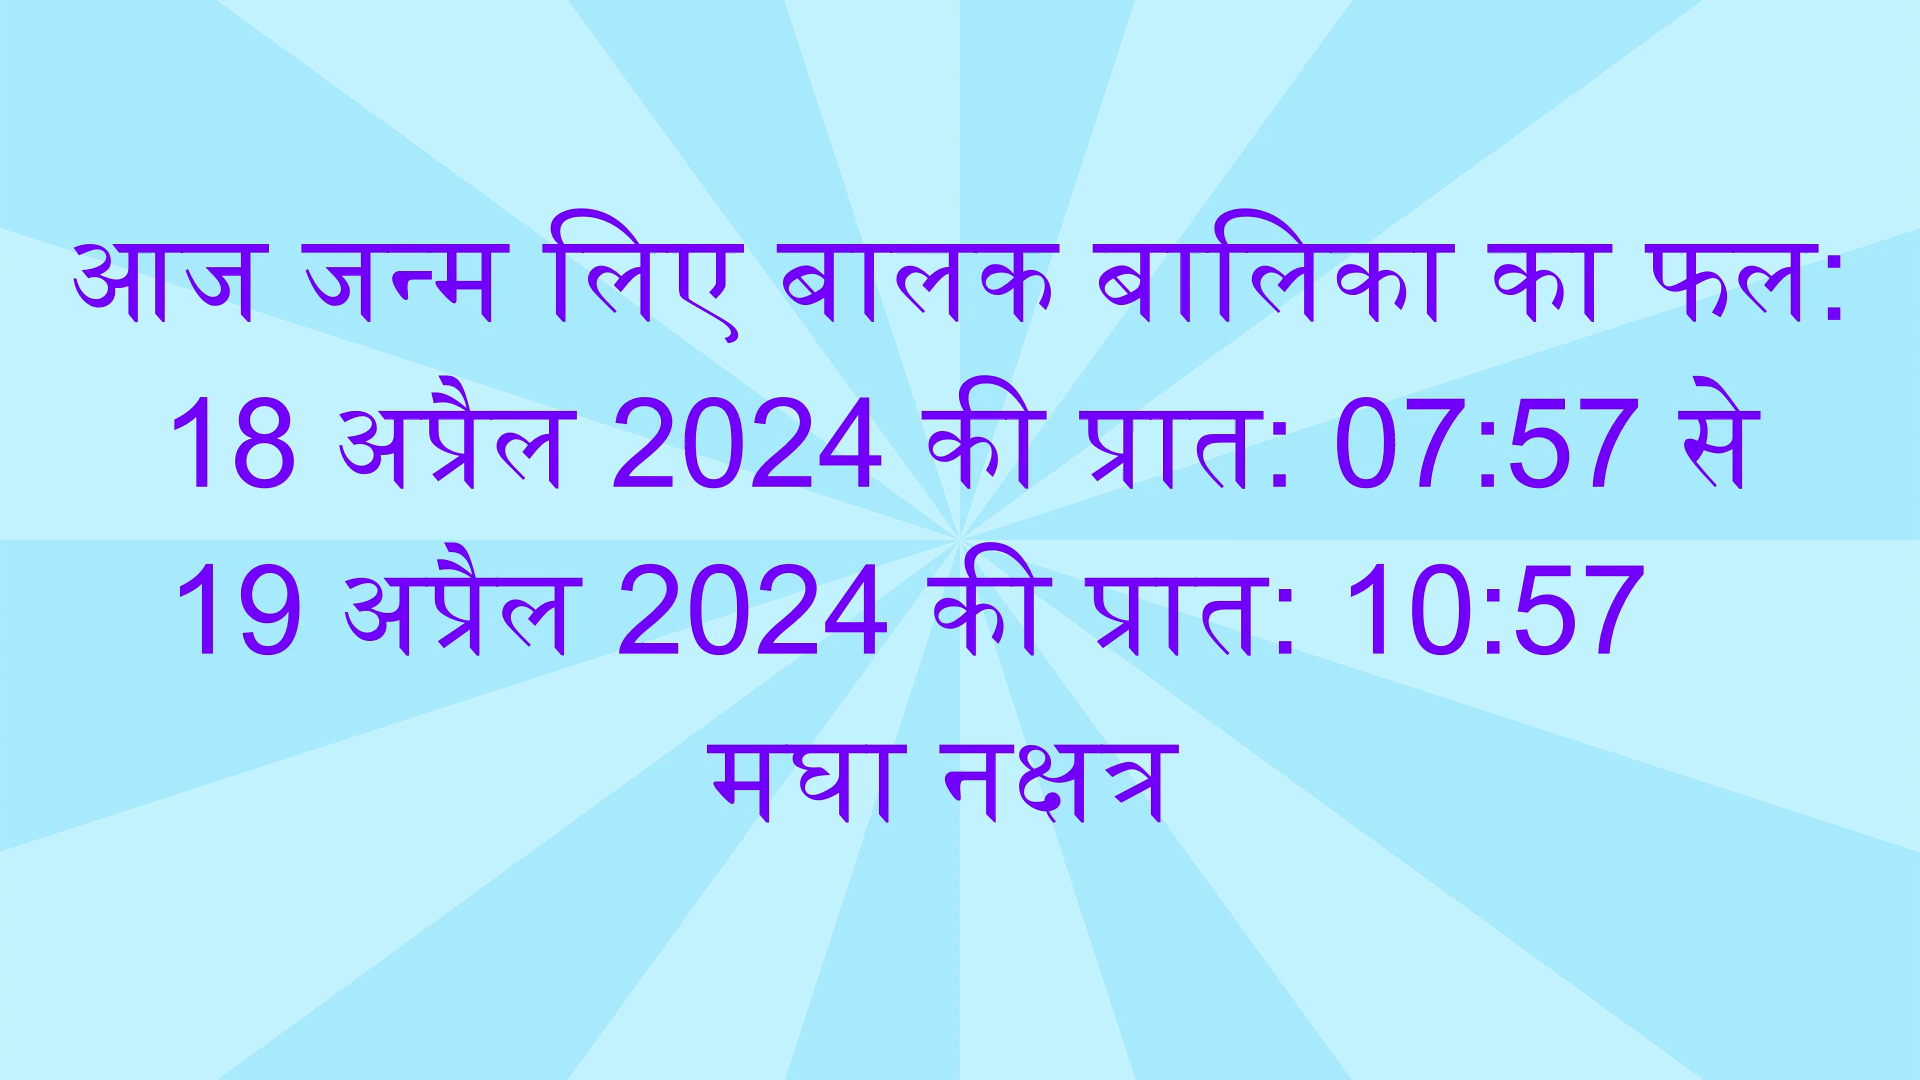 आज जन्म लिए बालक बालिका का फल:
18 अप्रैल 2024 की प्रात: 07:57 से
19 अप्रैल 2024 की प्रात: 10:57
मघा नक्षत्र